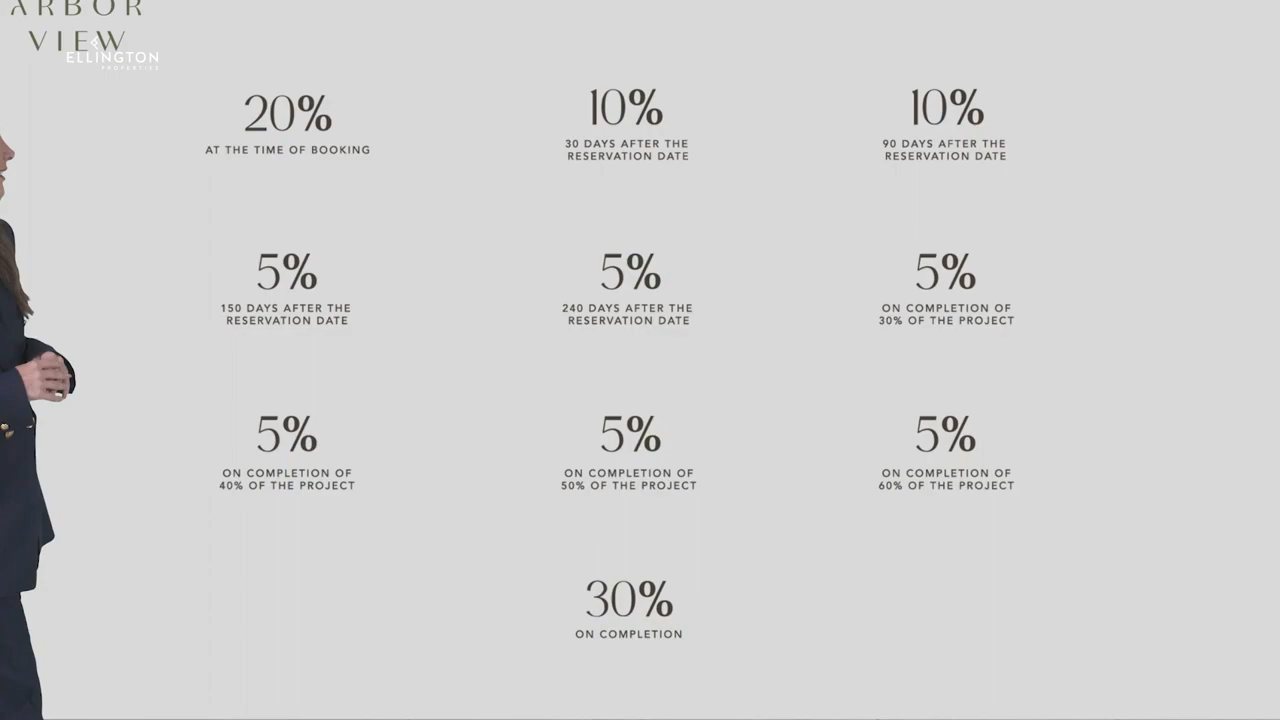 ARBOR
VIEW
ELLINGTON
PROPERTIES
20%
AT THE TIME OF BOOKING
10%
30 DAYS AFTER THE
RESERVATION DATE
10%
90 DAYS AFTER THE
RESERVATION DATE
5%
150 DAYS AFTER THE
RESERVATION DATE
5%
240 DAYS AFTER THE
RESERVATION DATE
5%
ON COMPLETION OF
30% OF THE PROJECT
5%
ON COMPLETION OF
40% OF THE PROJECT
5%
ON COMPLETION OF
50% OF THE PROJECT
5%
ON COMPLETION OF
60% OF THE PROJECT
30%
ON COMPLETION